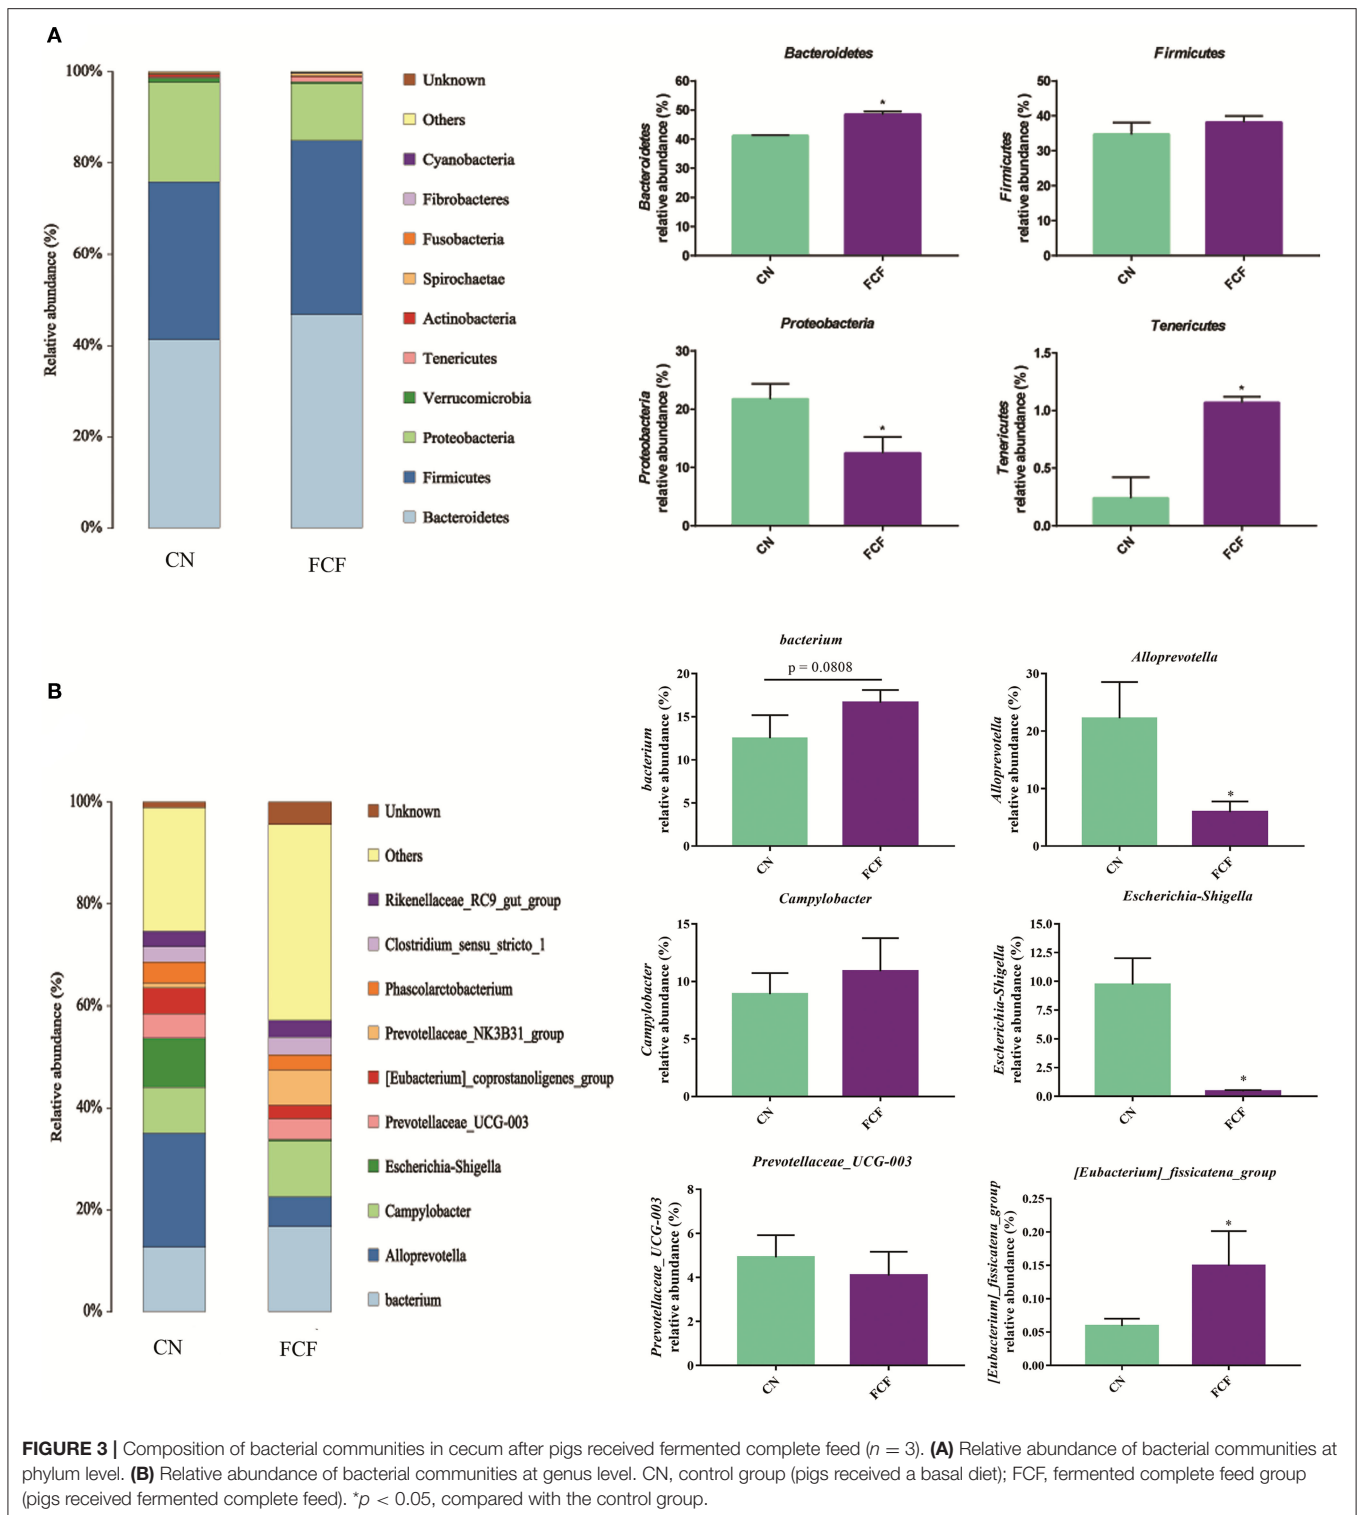 A
100%
80%
60%
40%
20%
0%
Relative abundance (%)
CN
FCF
Unknown
Others
Cyanobacteria
Fibrobacteres
Fusobacteria
Spirochaetae
Actinobacteria
Tenericutes
Verrucomicrobia
Proteobacteria
Firmicutes
Bacteroidetes
Bacteroidetes
Bacteroidetes
relative abundance (%)
60
50
40
30
20
10
0
*
CN
FCF
Firmicutes
Firmicutes
relative abundance (%)
50
40
30
20
10
0
CN
FCF
Proteobacteria
Proteobacteria
relative abundance (%)
30
20
10
0
*
CN
FCF
Tenericutes
Tenericutes
relative abundance (%)
1.5
1.0
0.5
0.0
*
CN
FCF
B
100%
80%
60%
40%
20%
0%
Relative abundance (%)
CN
FCF
Unknown
Others
Rikenellaceae_RC9_gut_group
Clostridium_sensu_stricto_1
Phascolarctobacterium
Prevotellaceae_NK3B31_group
[Eubacterium]_coprostanoligenes_group
Prevotellaceae_UCG-003
Escherichia-Shigella
Campylobacter
Alloprevotella
bacterium
bacterium
p = 0.0808
bacterium
relative abundance (%)
20
15
10
5
0
CN
FCF
Alloprevotella
Alloprevotella
relative abundance (%)
30
20
10
0
*
CN
FCF
Campylobacter
Campylobacter
relative abundance (%)
15
10
5
0
CN
FCF
Escherichia-Shigella
Escherichia-Shigella
relative abundance (%)
15.0
12.5
10.0
7.5
5.0
2.5
0.0
*
CN
FCF
Prevotellaceae_UCG-003
Prevotellaceae_UCG-003
relative abundance (%)
8
6
4
2
0
CN
FCF
[Eubacterium]_fissicatena_group
[Eubacterium]_fissicatena_group
relative abundance (%)
0.25
0.20
0.15
0.10
0.05
0.00
*
CN
FCF
FIGURE 3 | Composition of bacterial communities in cecum after pigs received fermented complete feed (n = 3). (A) Relative abundance of bacterial communities at
phylum level. (B) Relative abundance of bacterial communities at genus level. CN, control group (pigs received a basal diet); FCF, fermented complete feed group
(pigs received fermented complete feed). *p < 0.05, compared with the control group.